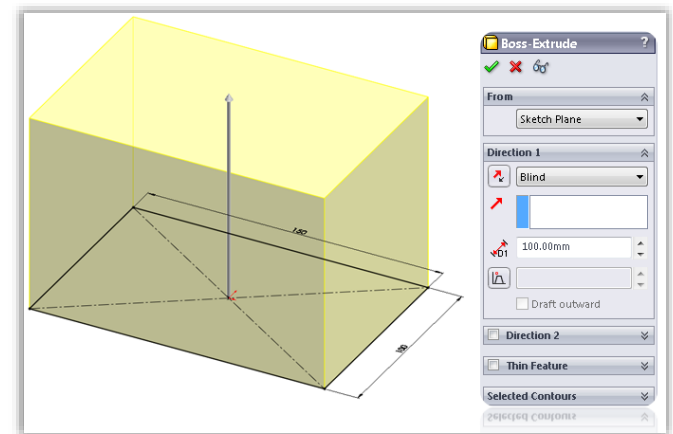 Boss-Extrude ?
From
Sketch Plane
Direction 1
Blind
D1 100.00mm
Draft outward
Direction 2
Thin Feature
Selected Contours
150